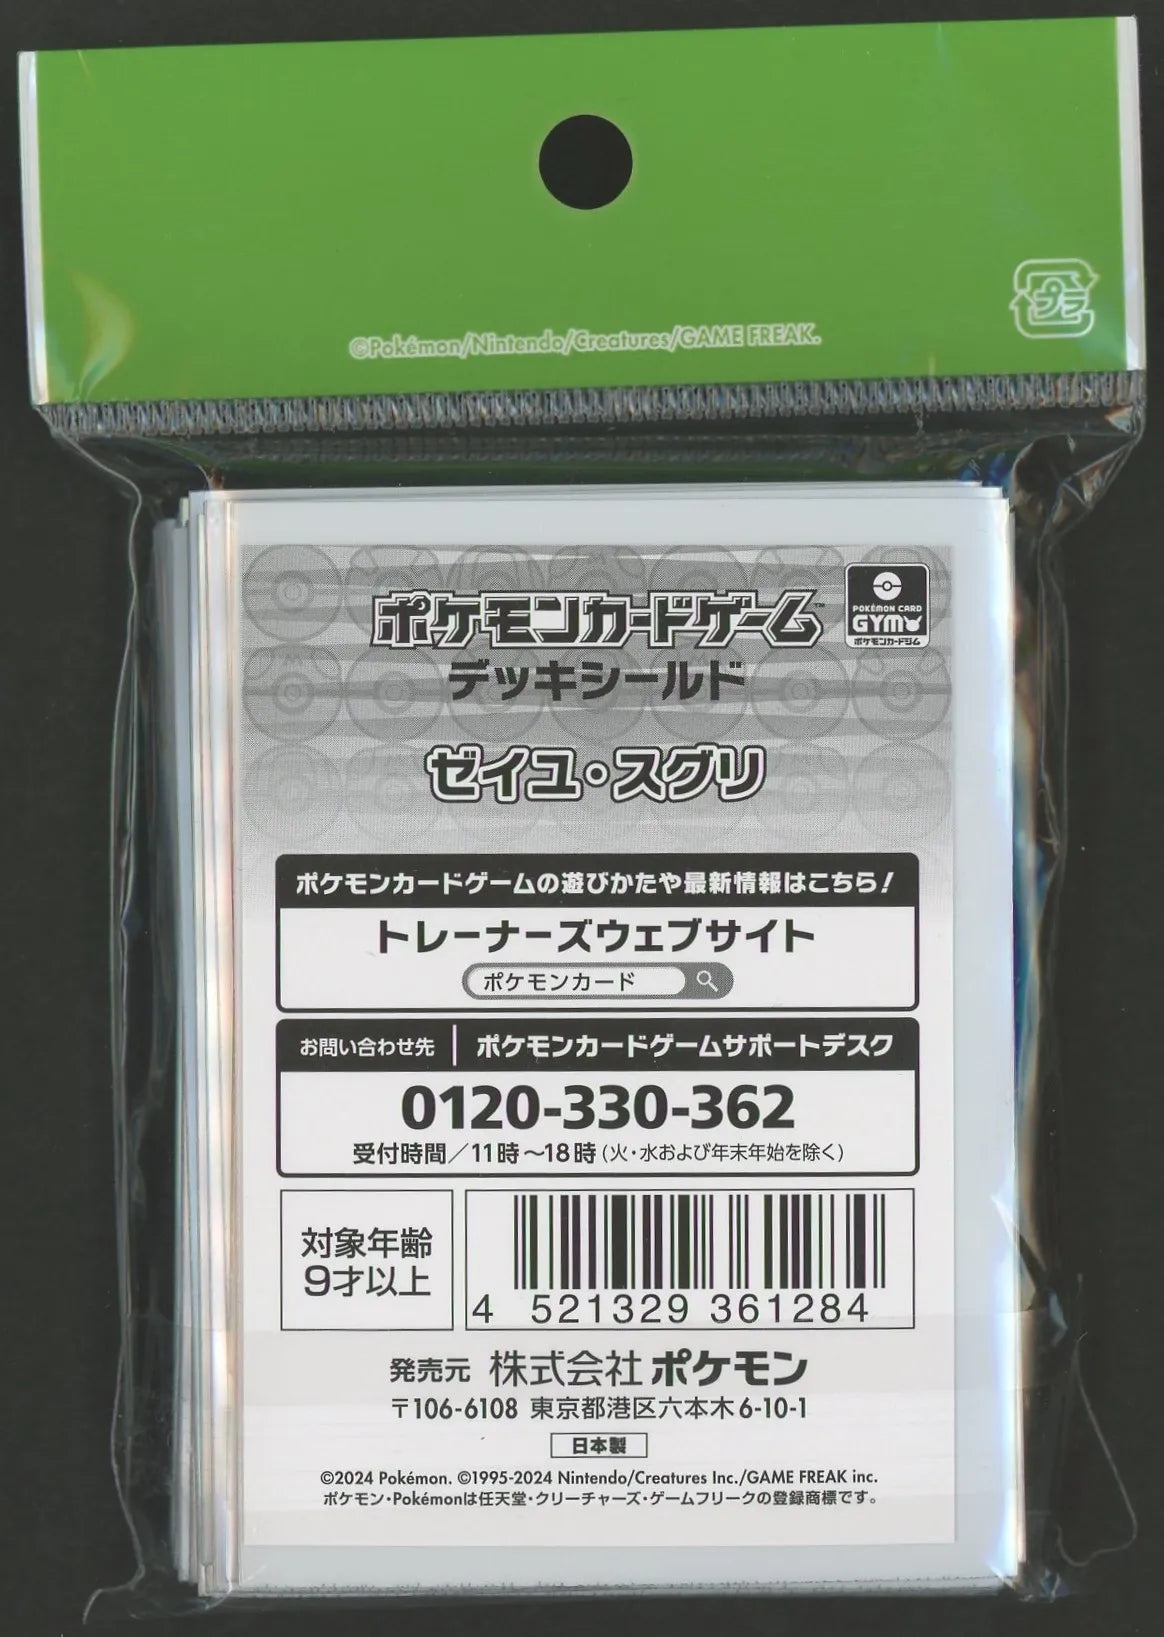 プラ
©Pokémon/Nintendo/Creatures/GAME FREAK.
ポケモンカードゲーム™
POKÉMON CARD
GYM
ポケモンカードジム
デッキシールド
ゼイユ・スグリ
ポケモンカードゲームの遊びかたや最新情報はこちら!
トレーナーズウェブサイト
ポケモンカード
お問い合わせ先 ポケモンカードゲームサポートデスク
0120-330-362
受付時間/11時~18時(火・水および年末年始を除く)
対象年齢
9才以上
4 521329 361284
発売元 株式会社ポケモン
〒106-6108 東京都港区六本木6-10-1
日本製
©2024 Pokémon. ©1995-2024 Nintendo/Creatures Inc./GAME FREAK inc.
ポケモン・Pokémonは任天堂・クリーチャーズ・ゲームフリークの登録商標です。